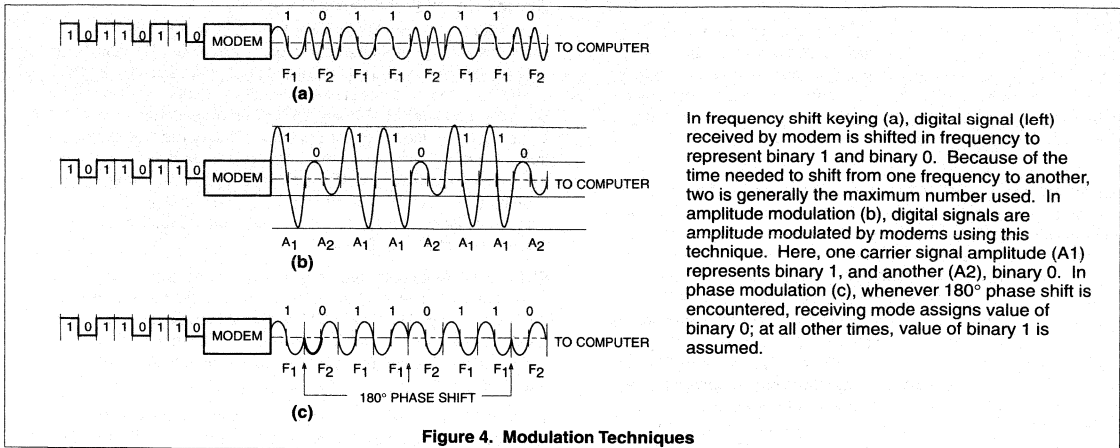 1 0 1 1 0 1 1 0
MODEM
1 0 1 1 0 1 1 0
TO COMPUTER
F1 F2 F1 F1 F2 F1 F1 F2
(a)
1 0 1 1 0 1 1 0
MODEM
1 0 1 1 0 1 1 0
TO COMPUTER
A1 A2 A1 A1 A2 A1 A1 A2
(b)
1 0 1 1 0 1 1 0
MODEM
1 0 1 1 0 1 1 0
TO COMPUTER
F1 F2 F1 F1 F2 F1 F1 F2
180° PHASE SHIFT
(c)
In frequency shift keying (a), digital signal (left)
received by modem is shifted in frequency to
represent binary 1 and binary 0. Because of the
time needed to shift from one frequency to another,
two is generally the maximum number used. In
amplitude modulation (b), digital signals are
amplitude modulated by modems using this
technique. Here, one carrier signal amplitude (A1)
represents binary 1, and another (A2), binary 0. In
phase modulation (c), whenever 180° phase shift is
encountered, receiving mode assigns value of
binary 0; at all other times, value of binary 1 is
assumed.
Figure 4. Modulation Techniques